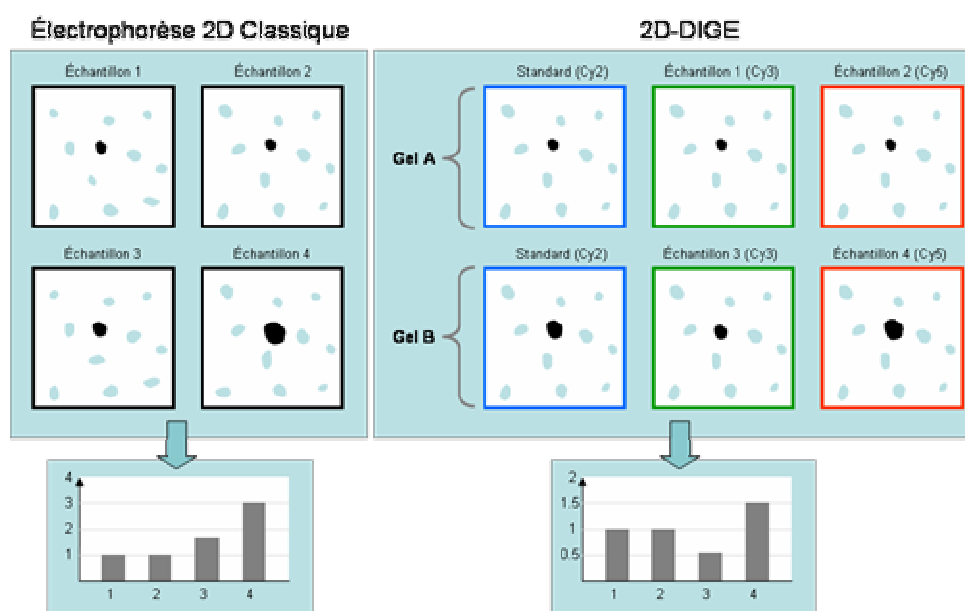 Électrophorèse 2D Classique
2D-DIGE
Échantillon 1
Échantillon 2
Échantillon 3
Échantillon 4
Standard (Cy2)
Échantillon 1 (Cy3)
Échantillon 2 (Cy5)
Gel A
Standard (Cy2)
Échantillon 3 (Cy3)
Échantillon 4 (Cy5)
Gel B
4
3
2
1
1 2 3 4
2
1.5
1
0.5
1 2 3 4